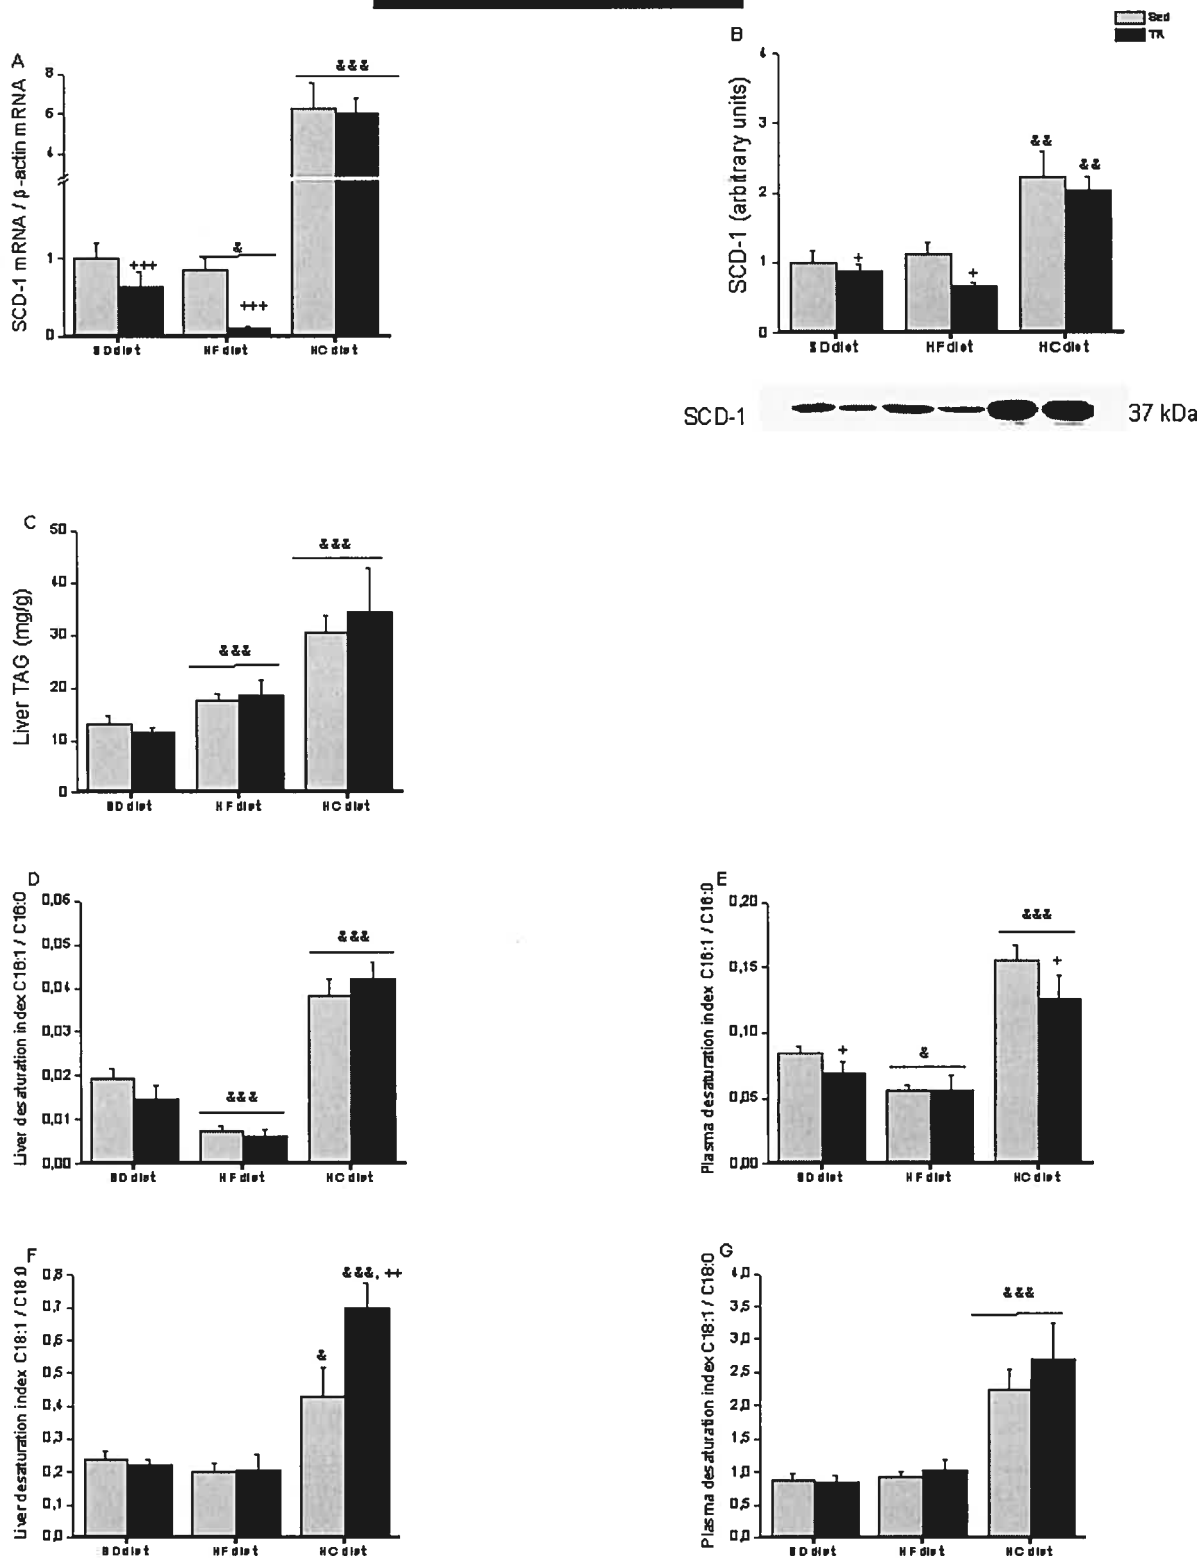 Sed
TR
A
SCD-1 mRNA / β-actin mRNA
8
6
4
1
0
&&&
+++
&
+++
SD diet
HF diet
HC diet
B
SCD-1 (arbitrary units)
4
3
2
1
0
&&
&&
+
+
SD diet
HF diet
HC diet
SCD-1
37 kDa
C
Liver TAG (mg/g)
50
40
30
20
10
0
&&&
&&&
SD diet
HF diet
HC diet
D
Liver desaturation index C16:1 / C16:0
0,06
0,05
0,04
0,03
0,02
0,01
0,00
&&&
&&&
SD diet
HF diet
HC diet
E
Plasma desaturation index C16:1 / C16:0
0,20
0,15
0,10
0,05
0,00
&&&
+
+
&
SD diet
HF diet
HC diet
F
Liver desaturation index C18:1 / C18:0
0,8
0,7
0,6
0,5
0,4
0,3
0,2
0,1
0,0
&&&, ++
&
SD diet
HF diet
HC diet
G
Plasma desaturation index C18:1 / C18:0
4,0
3,5
3,0
2,5
2,0
1,5
1,0
0,5
0,0
&&&
SD diet
HF diet
HC diet